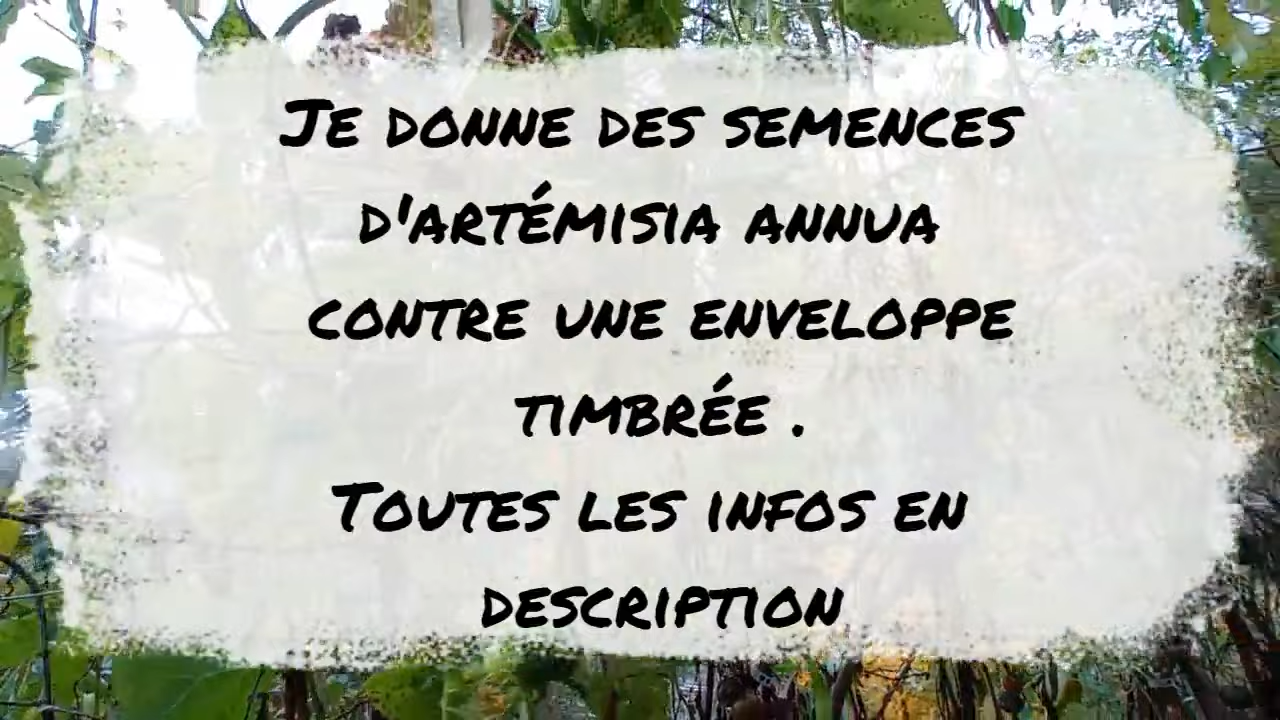 Je donne des semences
d'artémisia annua
contre une enveloppe
timbrée .
Toutes les infos en
description